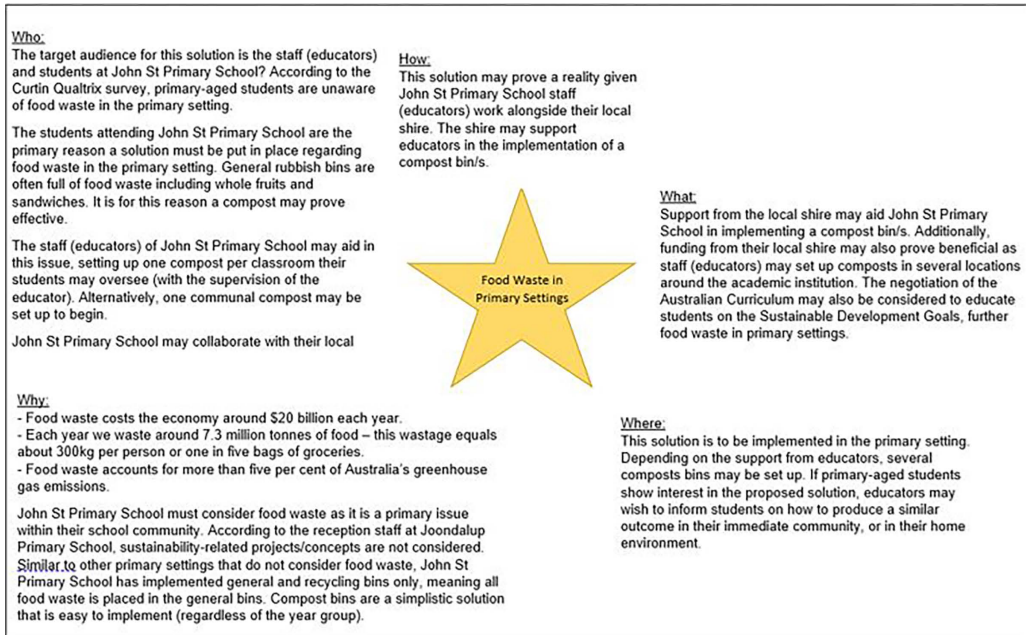 Who:
The target audience for this solution is the staff (educators)
and students at John St Primary School? According to the
Curtin Qualtrix survey, primary-aged students are unaware
of food waste in the primary setting.
The students attending John St Primary School are the
primary reason a solution must be put in place regarding
food waste in the primary setting. General rubbish bins are
often full of food waste including whole fruits and
sandwiches. It is for this reason a compost may prove
effective.
The staff (educators) of John St Primary School may aid in
this issue, setting up one compost per classroom their
students may oversee (with the supervision of the
educator). Alternatively, one communal compost may be
set up to begin.
John St Primary School may collaborate with their local
How:
This solution may prove a reality given
John St Primary School staff
(educators) work alongside their local
shire. The shire may support
educators in the implementation of a
compost bin/s.
What:
Support from the local shire may aid John St Primary
School in implementing a compost bin/s. Additionally,
funding from their local shire may also prove beneficial as
staff (educators) may set up composts in several locations
around the academic institution. The negotiation of the
Australian Curriculum may also be considered to educate
students on the Sustainable Development Goals, further
food waste in primary settings.
Food Waste in
Primary Settings
Why:
- Food waste costs the economy around $20 billion each year.
- Each year we waste around 7.3 million tonnes of food – this wastage equals
about 300kg per person or one in five bags of groceries.
- Food waste accounts for more than five per cent of Australia's greenhouse
gas emissions.
John St Primary School must consider food waste as it is a primary issue
within their school community. According to the reception staff at Joondalup
Primary School, sustainability-related projects/concepts are not considered.
Similar to other primary settings that do not consider food waste, John St
Primary School has implemented general and recycling bins only, meaning all
food waste is placed in the general bins. Compost bins are a simplistic solution
that is easy to implement (regardless of the year group).
Where:
This solution is to be implemented in the primary setting.
Depending on the support from educators, several
composts bins may be set up. If primary-aged students
show interest in the proposed solution, educators may
wish to inform students on how to produce a similar
outcome in their immediate community, or in their home
environment.